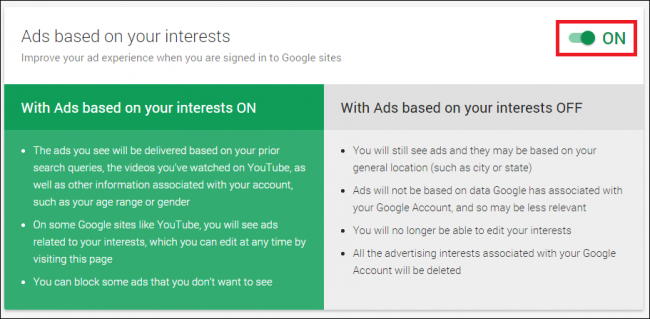 Ads based on your interests
ON
Improve your ad experience when you are signed in to Google sites
With Ads based on your interests ON
• The ads you see will be delivered based on your prior
search queries, the videos you've watched on YouTube, as
well as other information associated with your account,
such as your age range or gender
• On some Google sites like YouTube, you will see ads
related to your interests, which you can edit at any time by
visiting this page
• You can block some ads that you don't want to see
With Ads based on your interests OFF
• You will still see ads and they may be based on your
general location (such as city or state)
• Ads will not be based on data Google has associated with
your Google Account, and so may be less relevant
• You will no longer be able to edit your interests
• All the advertising interests associated with your Google
Account will be deleted